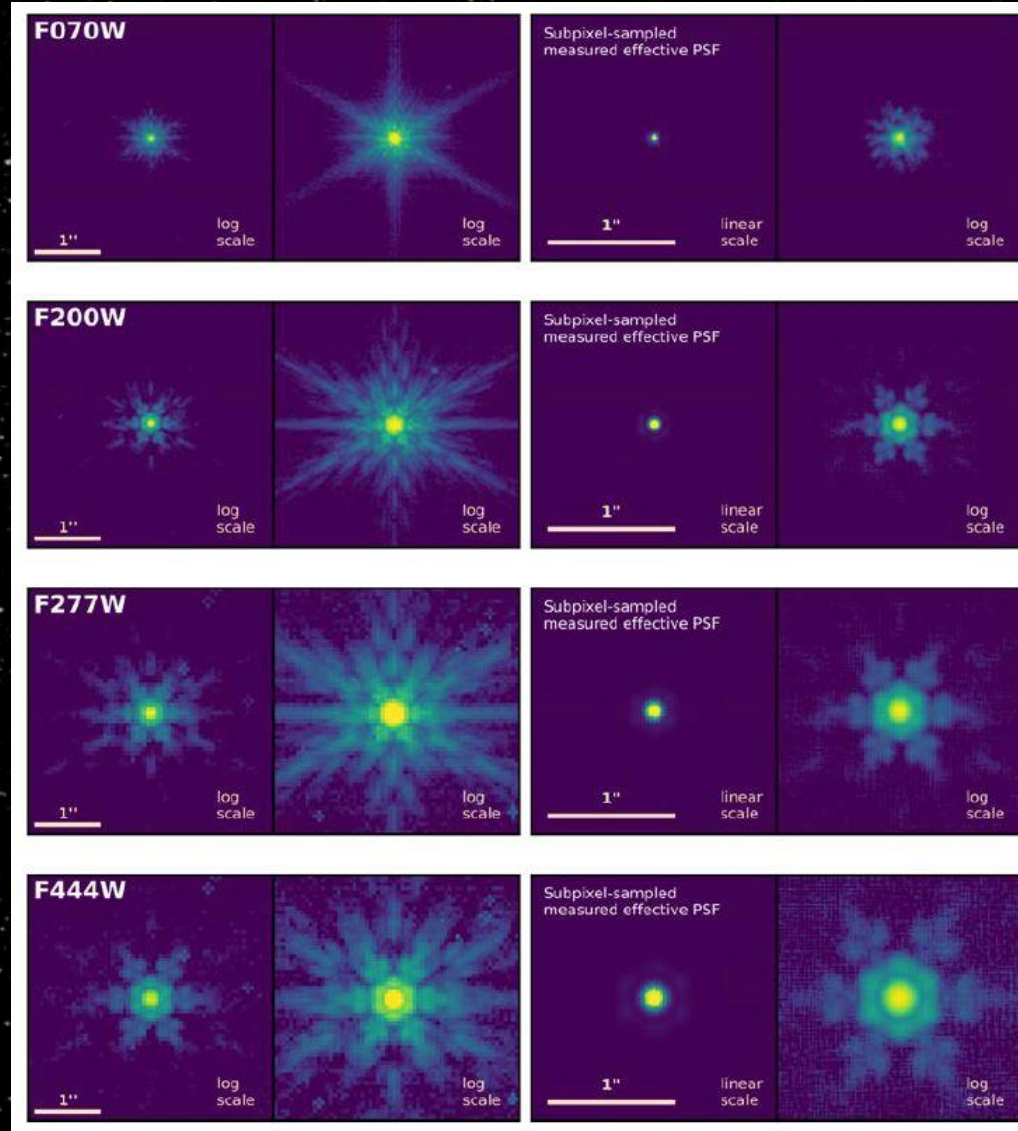 F070W
1"
log
scale
log
scale
Subpixel-sampled
measured effective PSF
1"
linear
scale
log
scale
F200W
1"
log
scale
log
scale
Subpixel-sampled
measured effective PSF
1"
linear
scale
log
scale
F277W
1"
log
scale
log
scale
Subpixel-sampled
measured effective PSF
1"
linear
scale
log
scale
F444W
1"
log
scale
log
scale
Subpixel-sampled
measured effective PSF
1"
linear
scale
log
scale